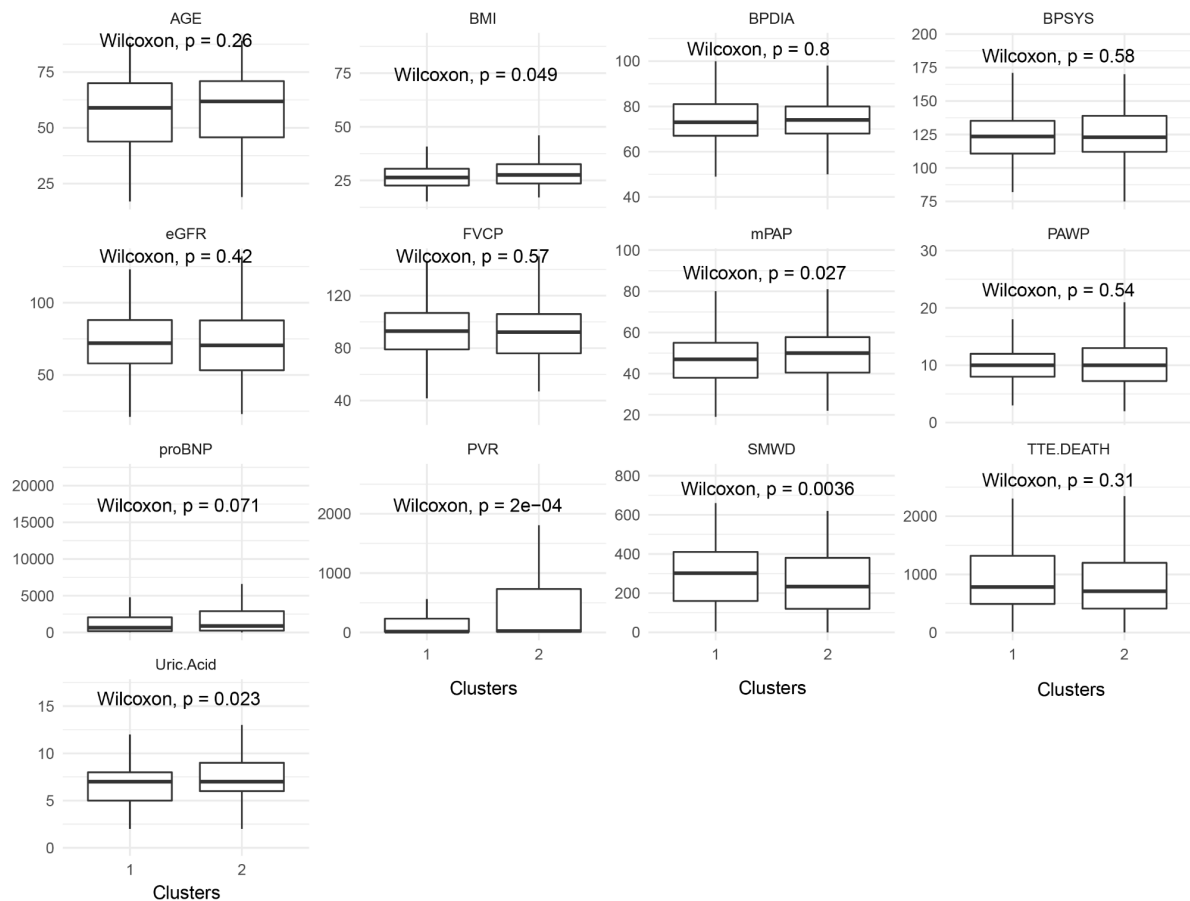 AGE
Wilcoxon, p = 0.26
75
50
25
BMI
Wilcoxon, p = 0.049
75
50
25
BPDIA
Wilcoxon, p = 0.8
100
80
60
40
BPSYS
Wilcoxon, p = 0.58
200
175
150
125
100
75
eGFR
Wilcoxon, p = 0.42
100
50
FVCP
Wilcoxon, p = 0.57
120
80
40
mPAP
Wilcoxon, p = 0.027
100
80
60
40
20
PAWP
Wilcoxon, p = 0.54
30
20
10
0
proBNP
Wilcoxon, p = 0.071
20000
15000
10000
5000
0
PVR
Wilcoxon, p = 2e−04
2000
1000
0
1 2
Clusters
SMWD
Wilcoxon, p = 0.0036
800
600
400
200
0
1 2
Clusters
TTE.DEATH
Wilcoxon, p = 0.31
2000
1000
0
1 2
Clusters
Uric.Acid
Wilcoxon, p = 0.023
15
10
5
0
1 2
Clusters